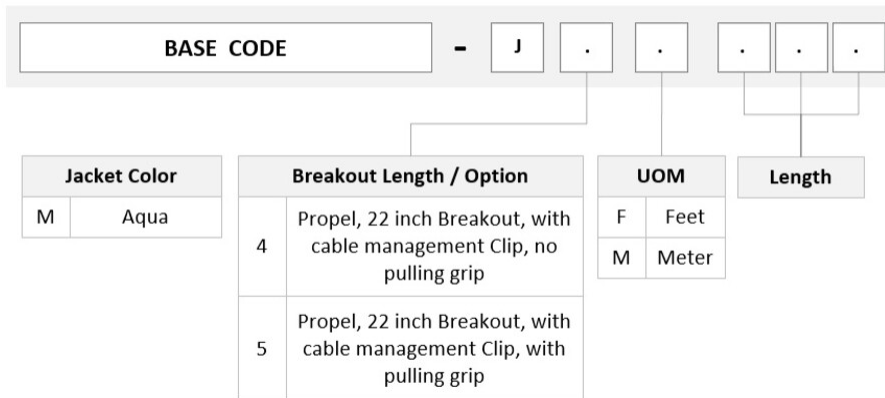 BASE CODE - J . . . . .
Jacket Color
M Aqua
Breakout Length / Option
4 Propel, 22 inch Breakout, with
cable management Clip, no
pulling grip
5 Propel, 22 inch Breakout, with
cable management Clip, with
pulling grip
UOM
F Feet
M Meter
Length